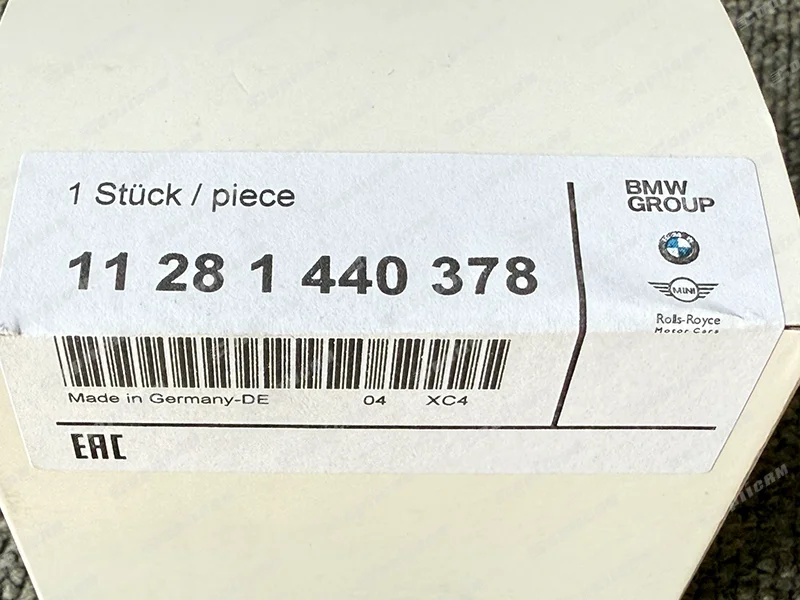 1 Stück / piece
11 28 1 440 378
BMW
GROUP
MINI
Rolls-Royce
Motor Cars
Made in Germany-DE 04 XC4
EAC